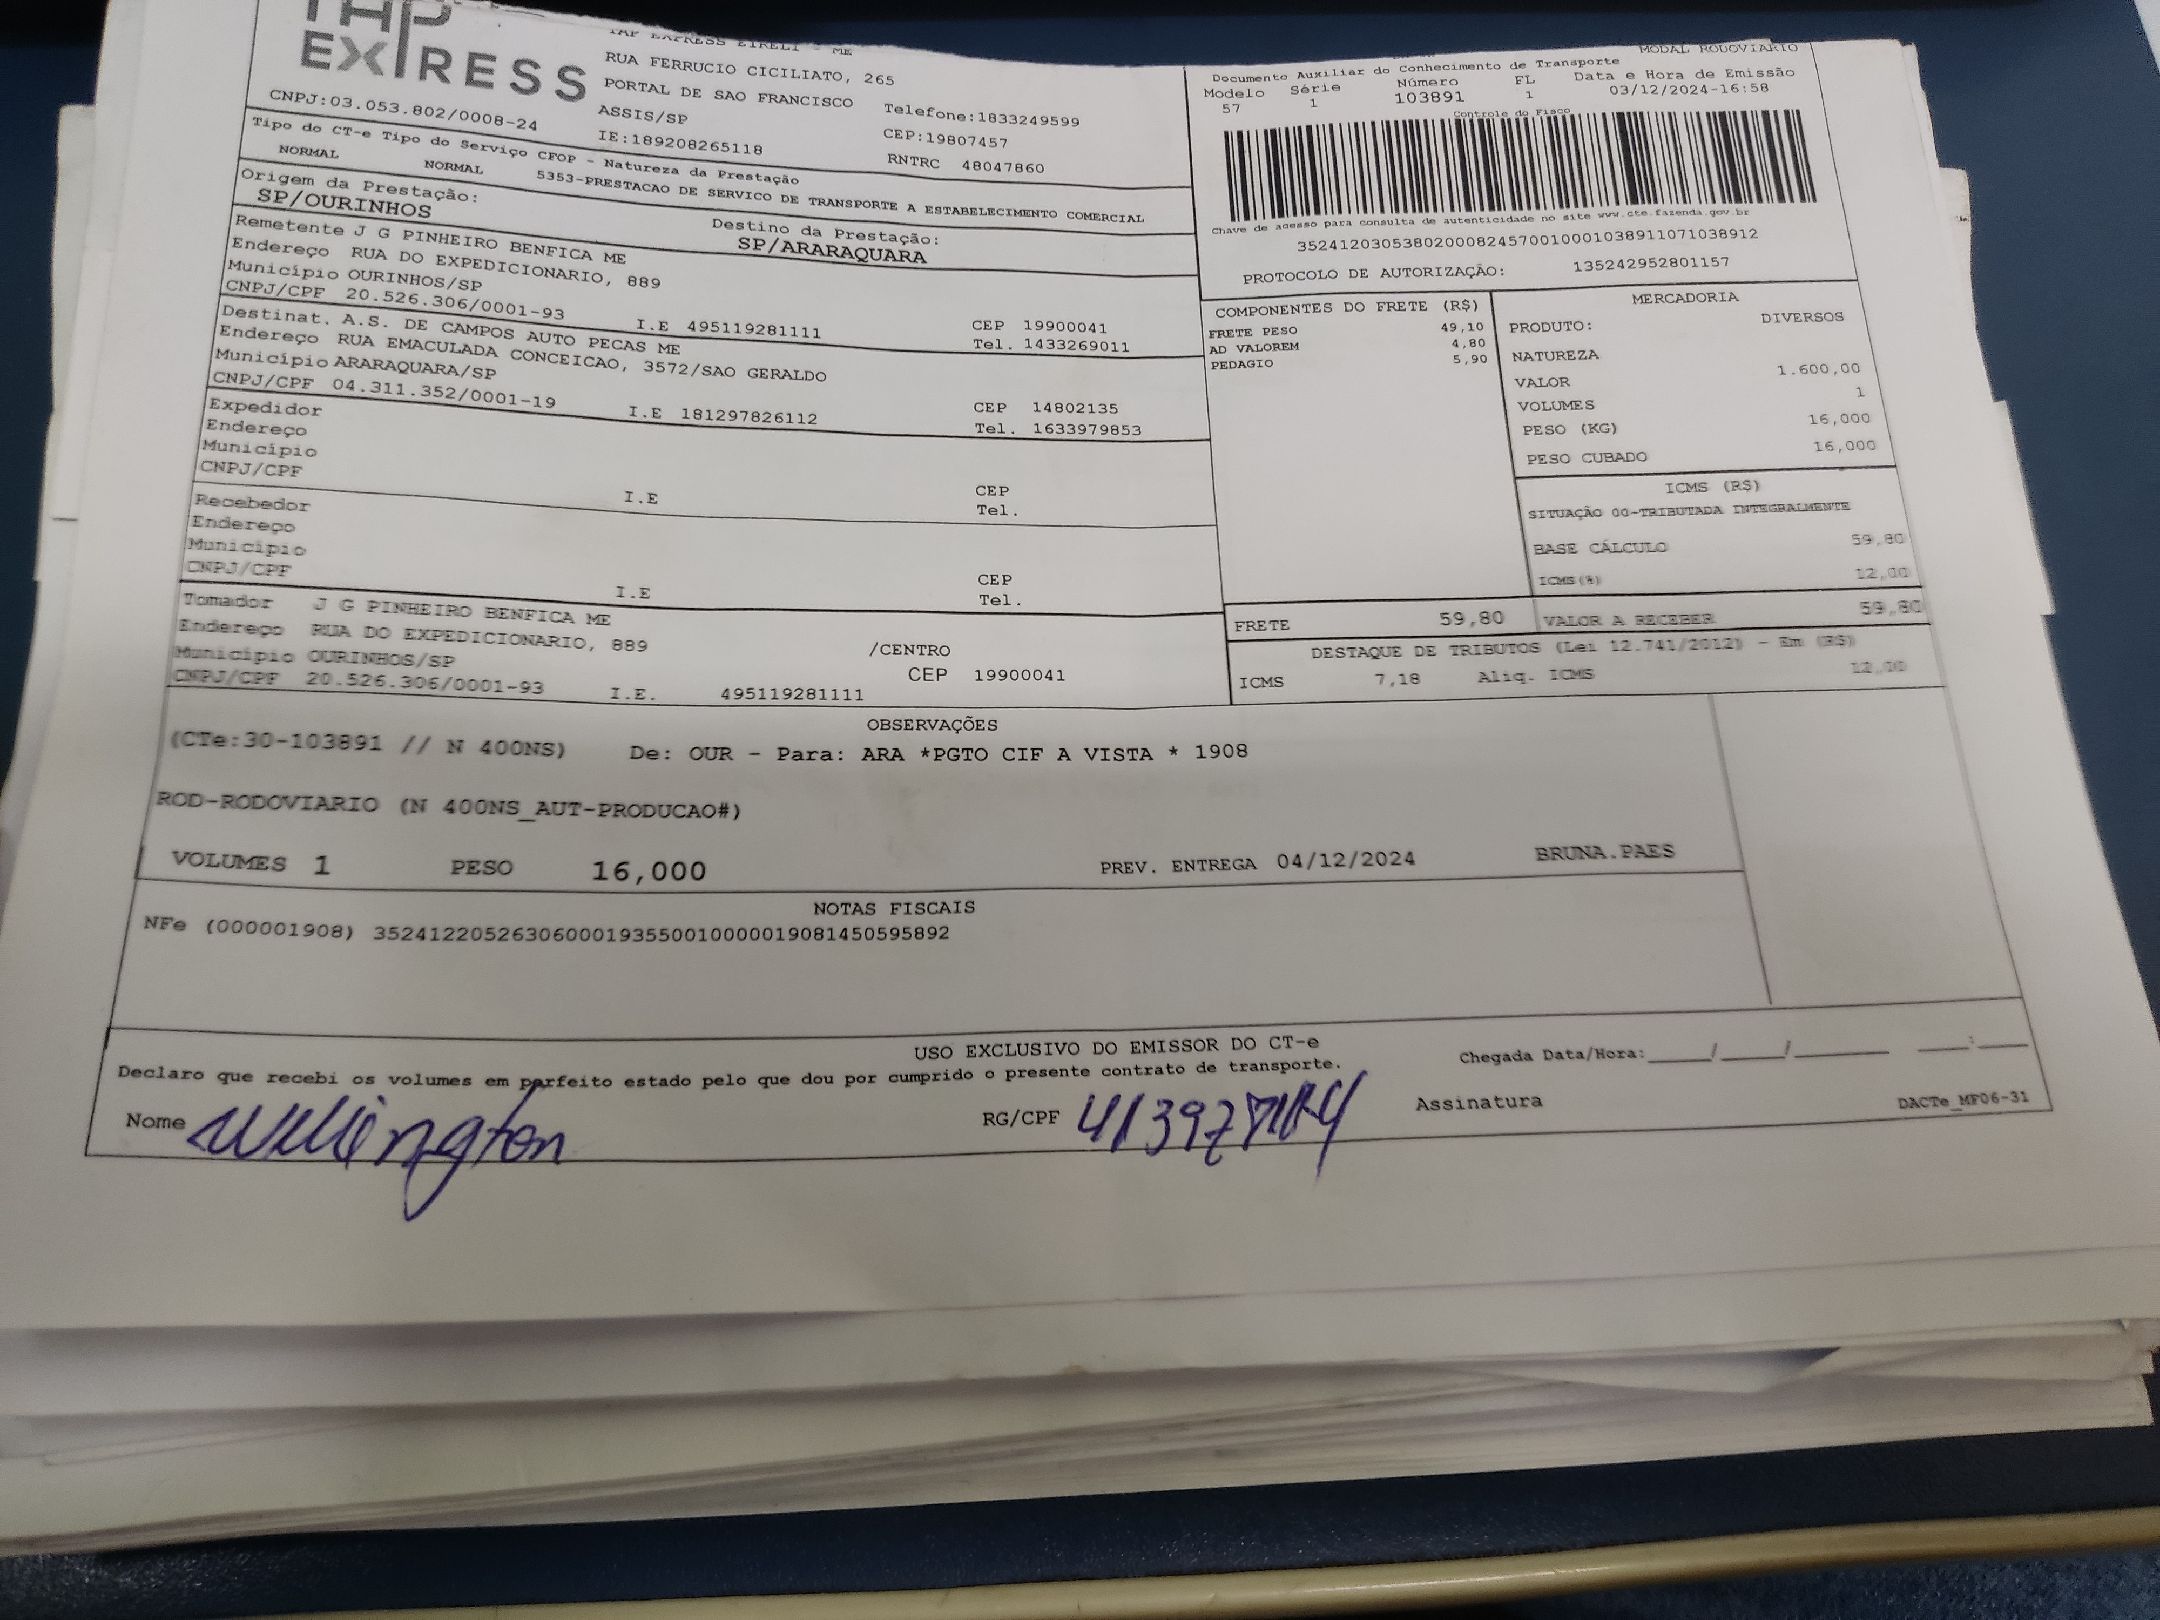 TAP
EXPRESS
CNPJ:03.053.802/0008-24
TAP EXPRESS EIRELI - ME
RUA FERRUCIO CICILIATO, 265
PORTAL DE SAO FRANCISCO
ASSIS/SP
IE:189208265118
Telefone:1833249599
CEP:19807457
RNTRC 48047860
MODAL RODOVIARIO
Documento Auxiliar do Conhecimento de Transporte
Modelo Série Número FL Data e Hora de Emissão
57 1 103891 1 03/12/2024-16:58
Controle do Fisco
Chave de acesso para consulta de autenticidade no site www.cte.fazenda.gov.br
35241203053802000824570010001038911071038912
PROTOCOLO DE AUTORIZAÇÃO: 135242952801157
Tipo do CT-e Tipo do Serviço CFOP - Natureza da Prestação
NORMAL NORMAL 5353-PRESTACAO DE SERVICO DE TRANSPORTE A ESTABELECIMENTO COMERCIAL
Origem da Prestação: Destino da Prestação:
SP/OURINHOS SP/ARARAQUARA
Remetente J G PINHEIRO BENFICA ME
Endereço RUA DO EXPEDICIONARIO, 889
Município OURINHOS/SP CEP 19900041
CNPJ/CPF 20.526.306/0001-93 I.E 495119281111 Tel. 1433269011
Destinat. A.S. DE CAMPOS AUTO PECAS ME
Endereço RUA EMACULADA CONCEICAO, 3572/SAO GERALDO
Município ARARAQUARA/SP CEP 14802135
CNPJ/CPF 04.311.352/0001-19 I.E 181297826112 Tel. 1633979853
Expedidor
Endereço
Município CEP
CNPJ/CPF I.E Tel.
Recebedor
Endereço
Município CEP
CNPJ/CPF I.E Tel.
Tomador J G PINHEIRO BENFICA ME
Endereço RUA DO EXPEDICIONARIO, 889 /CENTRO
Município OURINHOS/SP CEP 19900041
CNPJ/CPF 20.526.306/0001-93 I.E. 495119281111
COMPONENTES DO FRETE (R$)
FRETE PESO 49,10
AD VALOREM 4,80
PEDAGIO 5,90
MERCADORIA
PRODUTO: DIVERSOS
NATUREZA
VALOR 1.600,00
VOLUMES 1
PESO (KG) 16,000
PESO CUBADO 16,000
ICMS (R$)
SITUAÇÃO 00-TRIBUTADA INTEGRALMENTE
BASE CÁLCULO 59,80
ICMS(%) 12,00
FRETE 59,80 VALOR A RECEBER 59,80
DESTAQUE DE TRIBUTOS (Lei 12.741/2012) - Em (R$)
ICMS 7,18 Aliq. ICMS 12,00
OBSERVAÇÕES
(CTe:30-103891 // N 400NS) De: OUR - Para: ARA *PGTO CIF A VISTA * 1908
ROD-RODOVIARIO (N 400NS_AUT-PRODUCAO#)
VOLUMES 1 PESO 16,000 PREV. ENTREGA 04/12/2024 BRUNA.PAES
NOTAS FISCAIS
NFe (000001908) 35241220526306000193550010000019081450595892
USO EXCLUSIVO DO EMISSOR DO CT-e
Declaro que recebi os volumes em perfeito estado pelo que dou por cumprido o presente contrato de transporte.
Chegada Data/Hora:_____/_____/_______ ____:____
Nome Wellington RG/CPF Assinatura
DACTe_MF06-31